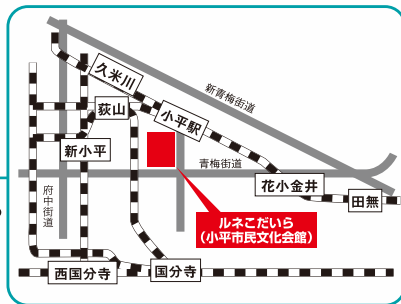 久米川
新青梅街道
荻山
小平駅
新小平
青梅街道
府中街道
花小金井
田無
ルネこだいら
(小平市民文化会館)
西国分寺
国分寺